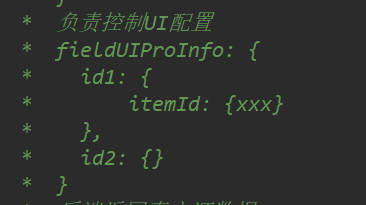 * 负责控制UI配置
* fieldUIProInfo: {
* id1: {
* itemId: {xxx}
* },
* id2: {}
* }